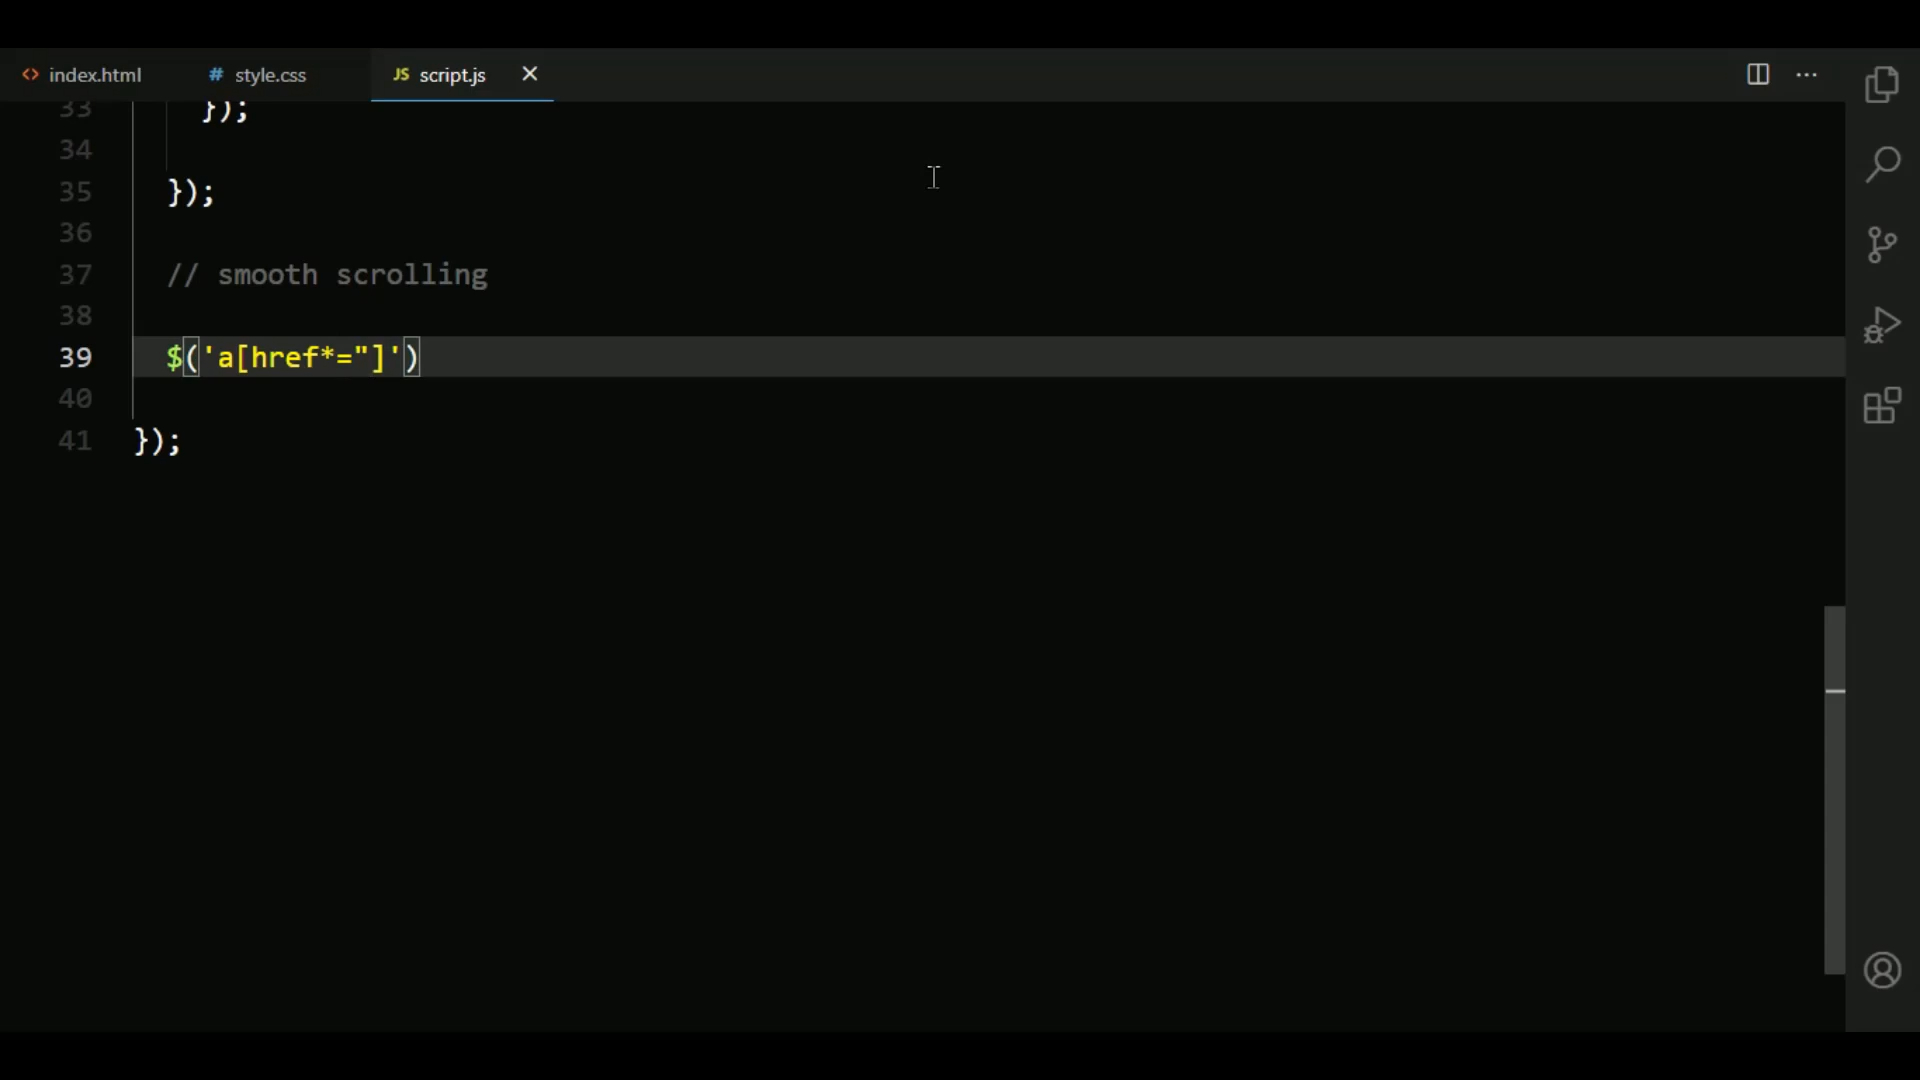 index.html
style.css
JS script.js
33 });
34
35 });
36
37 // smooth scrolling
38
39 $('a[href*="]')
40
41 });